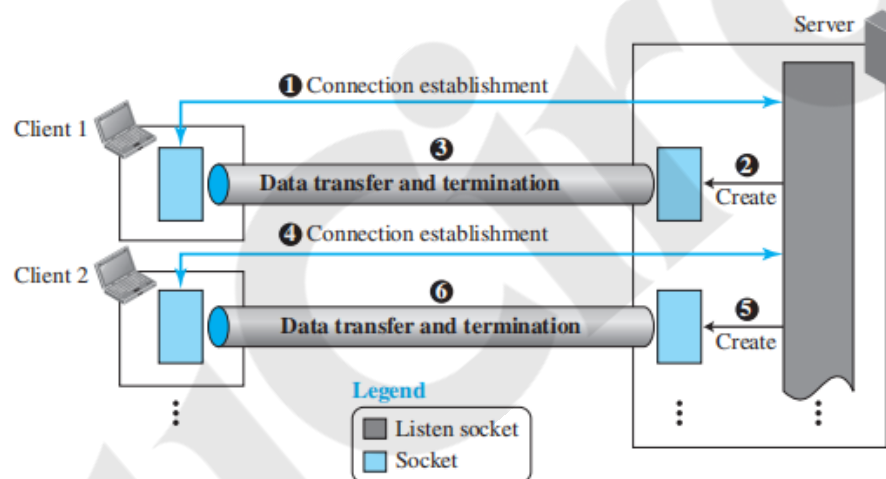 Server
❶ Connection establishment
Client 1
❸
Data transfer and termination
❷
Create
❹ Connection establishment
Client 2
❻
Data transfer and termination
❺
Create
Legend
Listen socket
Socket